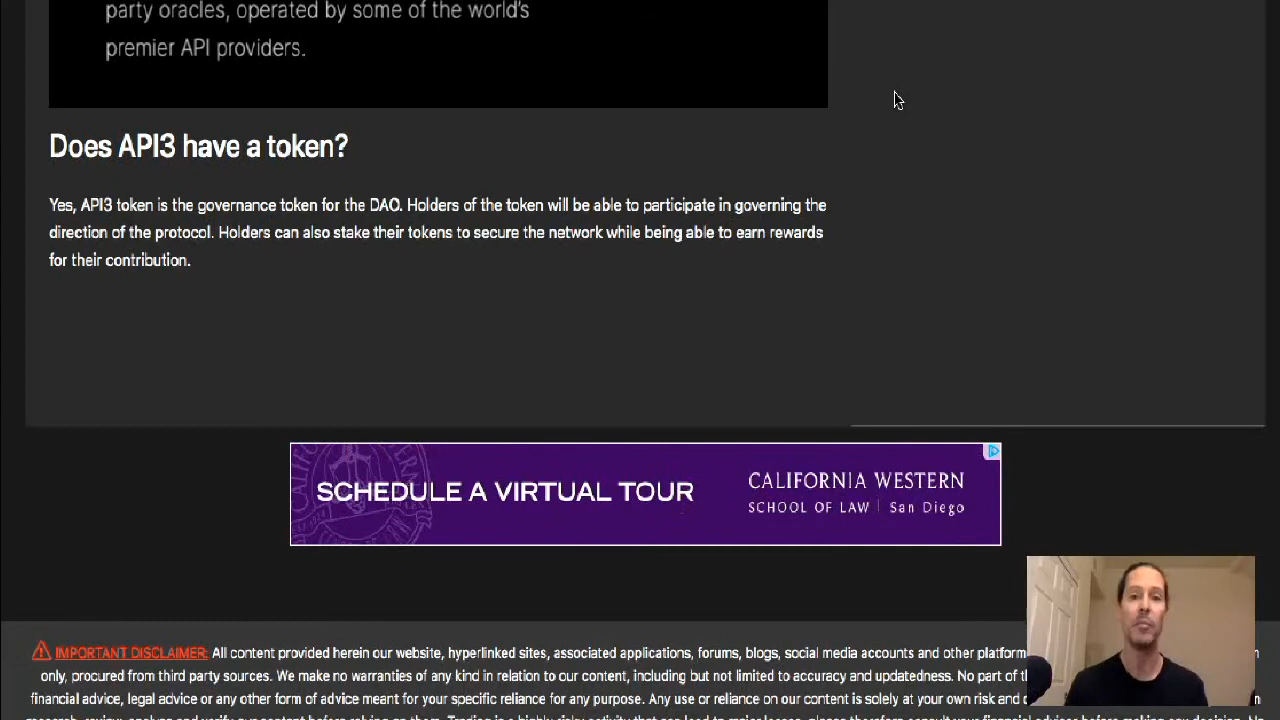 party oracles, operated by some of the world's
premier API providers.
Does API3 have a token?
Yes, API3 token is the governance token for the DAO. Holders of the token will be able to participate in governing the
direction of the protocol. Holders can also stake their tokens to secure the network while being able to earn rewards
for their contribution.
SCHEDULE A VIRTUAL TOUR
CALIFORNIA WESTERN
SCHOOL OF LAW | San Diego
IMPORTANT DISCLAIMER: All content provided herein our website, hyperlinked sites, associated applications, forums, blogs, social media accounts and other platform
only, procured from third party sources. We make no warranties of any kind in relation to our content, including but not limited to accuracy and updatedness. No part of
financial advice, legal advice or any other form of advice meant for your specific reliance for any purpose. Any use or reliance on our content is solely at your own risk and